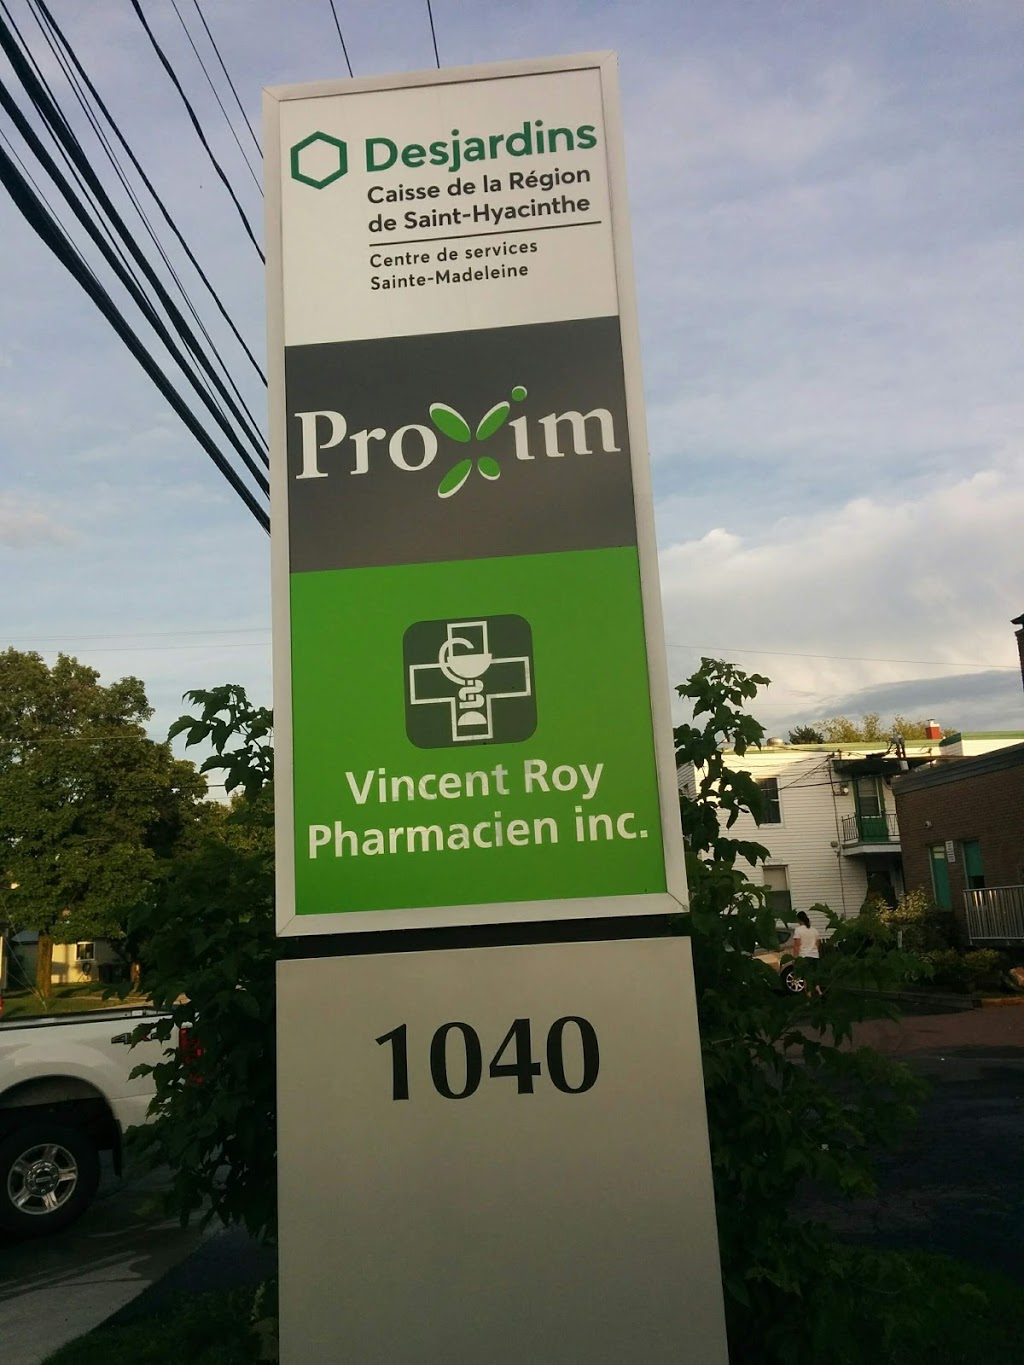 Desjardins
Caisse de la Région
de Saint-Hyacinthe
Centre de services
Sainte-Madeleine
Proxim
Vincent Roy
Pharmacien inc.
1040